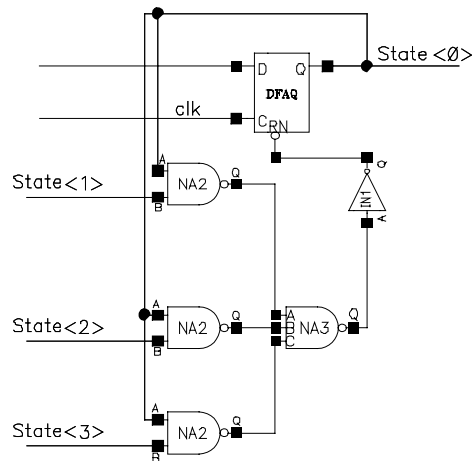 State<0>
D Q
DFAQ
clk
C
RN
Q
IN1
A
A
State<1>
B
NA2
Q
A
State<2>
B
NA2
Q
A
B
C
NA3
Q
A
State<3>
B
NA2
Q